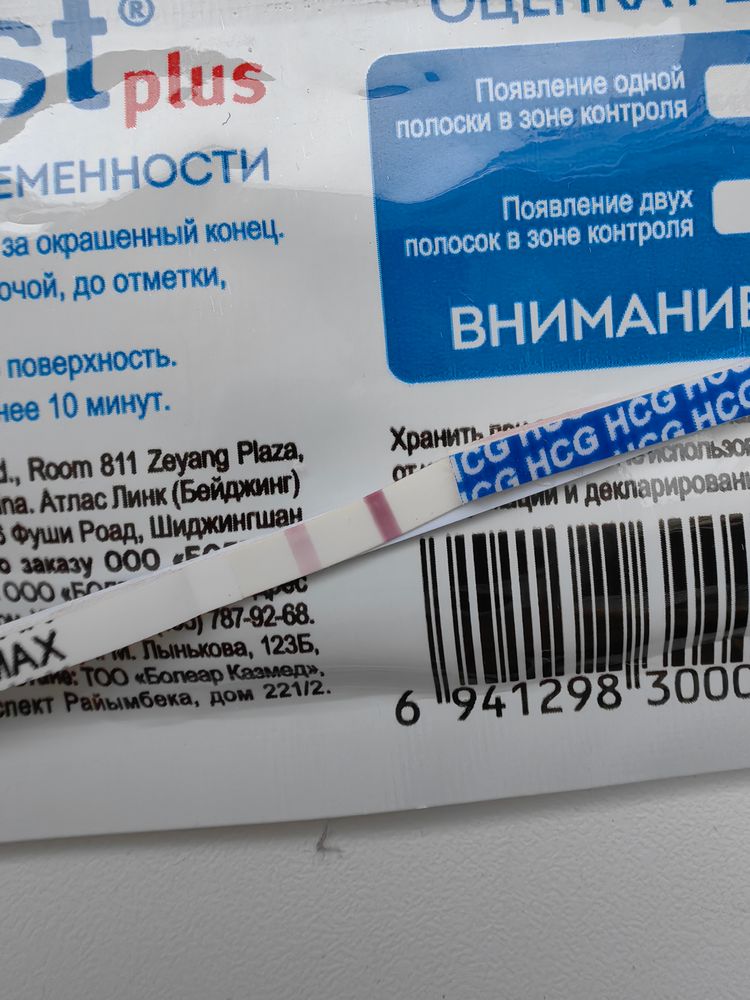 st®
plus
ЕМЕННОСТИ
за окрашенный конец.
очой, до отметки,
поверхность.
нее 10 минут.
Появление одной
полоски в зоне контроля
Появление двух
полосок в зоне контроля
ВНИМАНИЕ
Room 811 Zeyang Plaza,
Атлас Линк (Бейджинг)
Фуши Роад, Шиджингшан
заказу ООО
ООО
787-92-68.
Лынькова, 123Б,
ТОО «Болеар Казмед»,
спект Райымбека, дом 221/2.
Хранить
и декларирован
HCG HCG
HCG HCG HCG
MAX
6 941298 3000